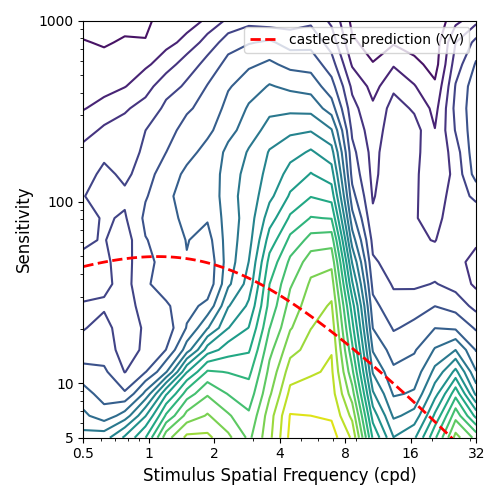 1000
castleCSF prediction (YV)
100
10
5
Sensitivity
0.5 1 2 4 8 16 32
Stimulus Spatial Frequency (cpd)